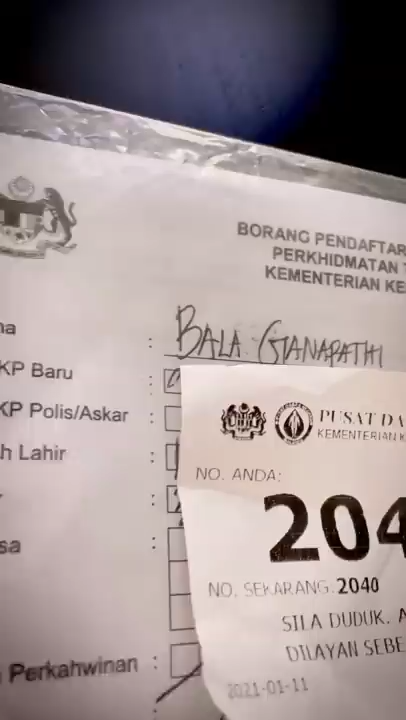 BORANG PENDAFTAR
PERKHIDMATAN T
KEMENTERIAN KE
na : BALA GANAPATHI
KP Baru :
KP Polis/Askar :
h Lahir :
:
sa :
Perkahwinan :
PUSAT DA
KEMENTERIAN K
NO. ANDA:
204
NO. SEKARANG: 2040
SILA DUDUK. A
DILAYAN SEBE
2021-01-11